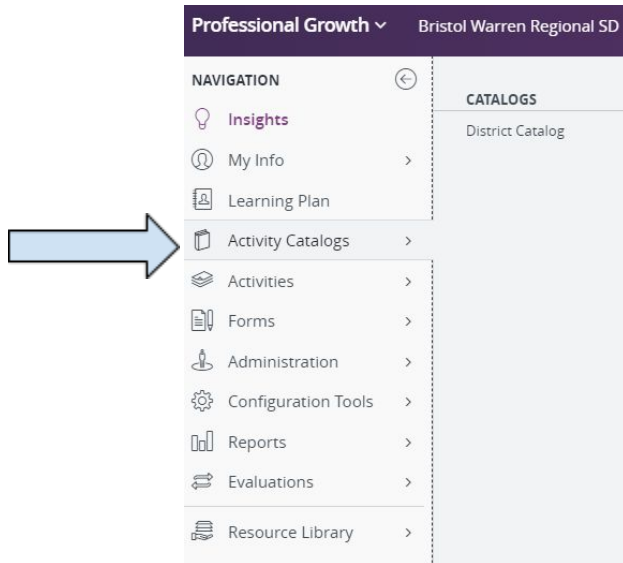 Professional Growth Bristol Warren Regional SD
NAVIGATION
Insights
My Info
Learning Plan
Activity Catalogs
Activities
Forms
Administration
Configuration Tools
Reports
Evaluations
Resource Library
CATALOGS
District Catalog